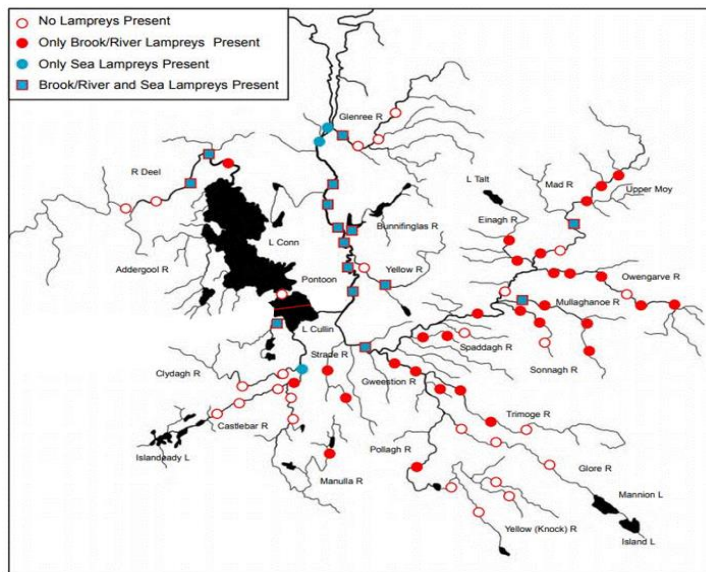 No Lampreys Present
Only Brook/River Lampreys Present
Only Sea Lampreys Present
Brook/River and Sea Lampreys Present
Glenree R
R Deel
L Talt
Mad R
Upper Moy
Einagh R
Bunnifinglas R
L Conn
Addergool R
Yellow R
Owengarve R
Pontoon
Mullaghanoe R
L Cullin
Strade R
Spaddagh R
Sonnagh R
Clydagh R
Gweestion R
Castlebar R
Trimoge R
Islandeady L
Pollagh R
Glore R
Manulla R
Mannion L
Yellow (Knock) R
Island L